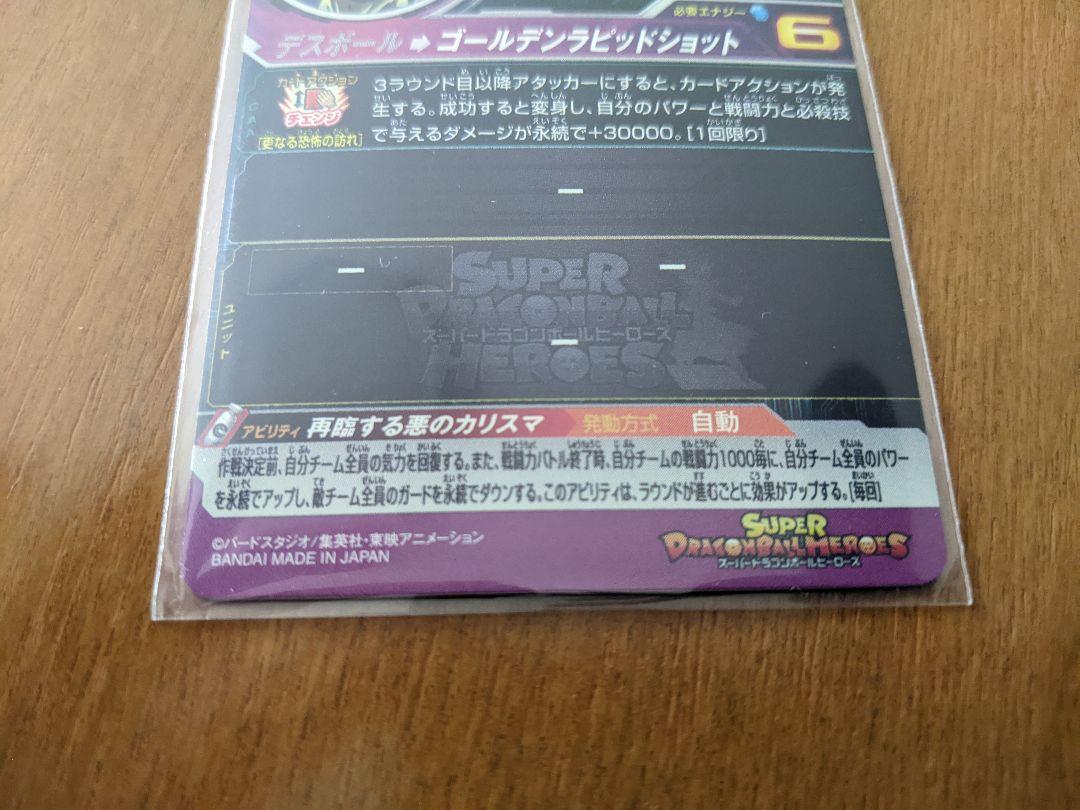 必要エナジー 6
デスボール➡ゴールデンラピッドショット
カードアクション
チェンジ
[更なる恐怖の訪れ]
3ラウンド目以降アタッカーにすると、カードアクションが発
生する。成功すると変身し、自分のパワーと戦闘力と必殺技
で与えるダメージが永続で+30000。[1回限り]
CAA
ー
ユニット
ー
ー
ー
SUPER
DRAGONBALL
スーパードラゴンボールヒーローズ
HEROES
アビリティ 再臨する悪のカリスマ 発動方式 自動
作戦決定前、自分チーム全員の気力を回復する。また、戦闘力バトル終了時、自分チームの戦闘力1000毎に、自分チーム全員のパワー
を永続でアップし、敵チーム全員のガードを永続でダウンする。このアビリティは、ラウンドが進むごとに効果がアップする。[毎回]
©バードスタジオ/集英社・東映アニメーション
BANDAI MADE IN JAPAN
SUPER
DRAGONBALL HEROES
スーパードラゴンボールヒーローズ